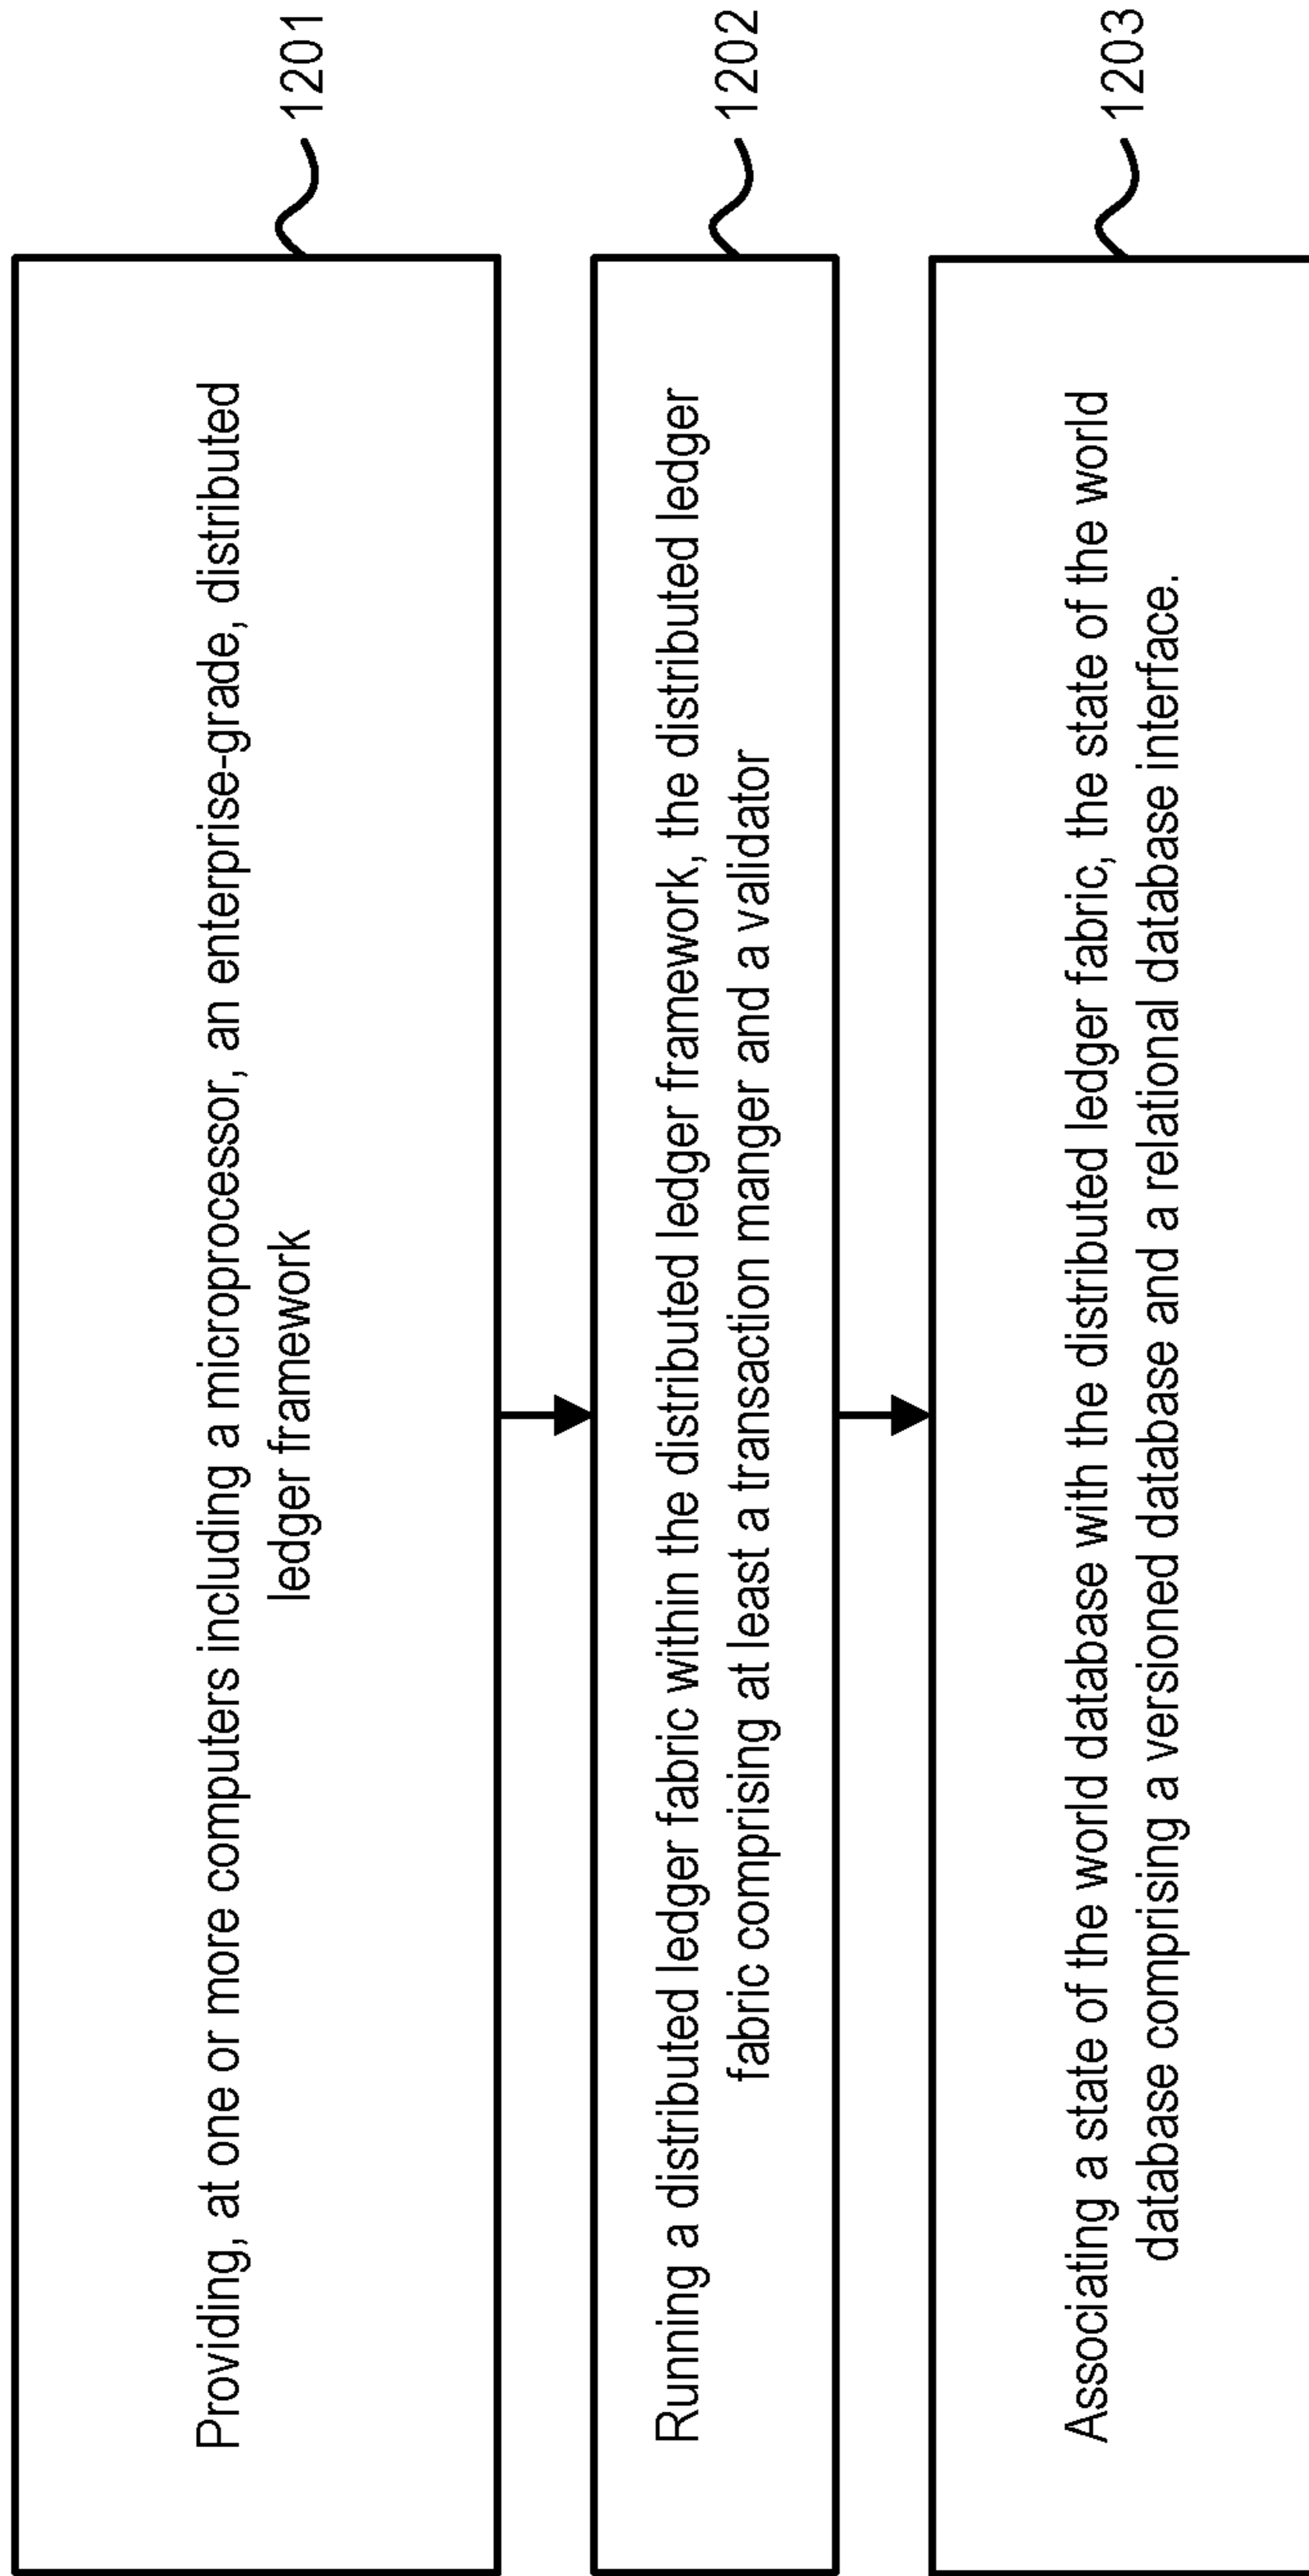 Providing, at one or more computers including a microprocessor, an enterprise-grade, distributed
ledger framework
1201
Running a distributed ledger fabric within the distributed ledger framework, the distributed ledger
fabric comprising at least a transaction manger and a validator
1202
Associating a state of the world database with the distributed ledger fabric, the state of the world
database comprising a versioned database and a relational database interface.
1203